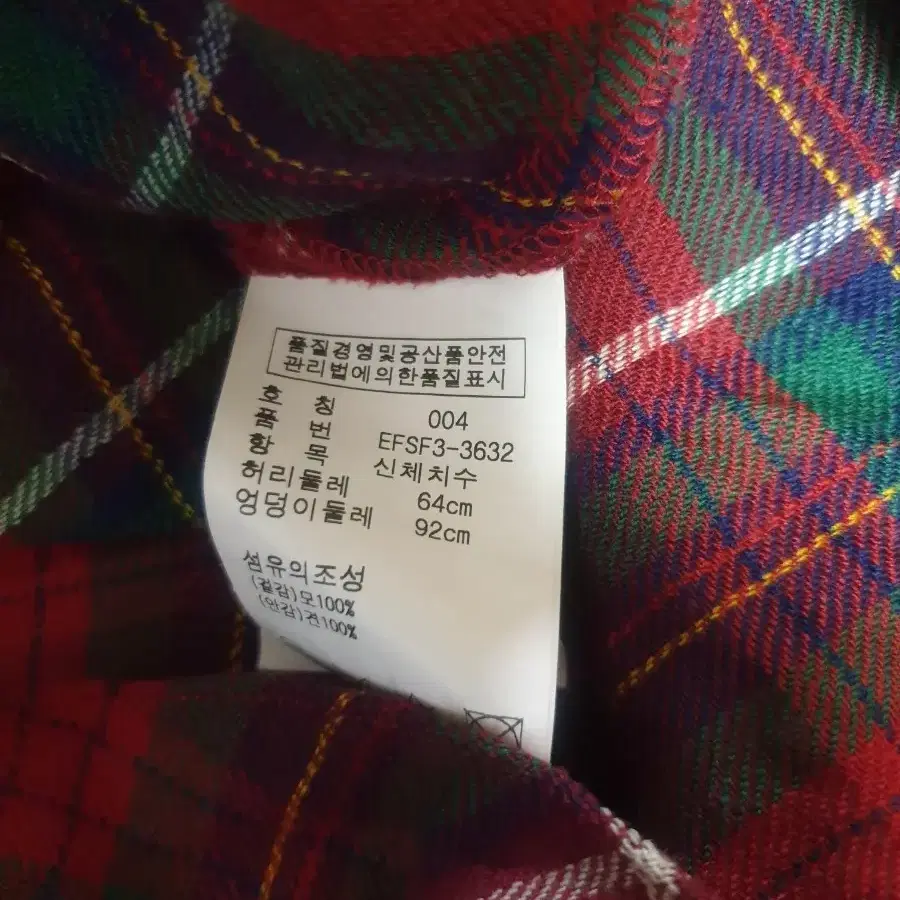 품질경영및공산품안전
관리법에의한품질표시
호 칭 004
품 번 EFSF3-3632
항 목 신체치수
허리둘레 64cm
엉덩이둘레 92cm
섬유의조성
(겉감)모100%
(안감)견100%